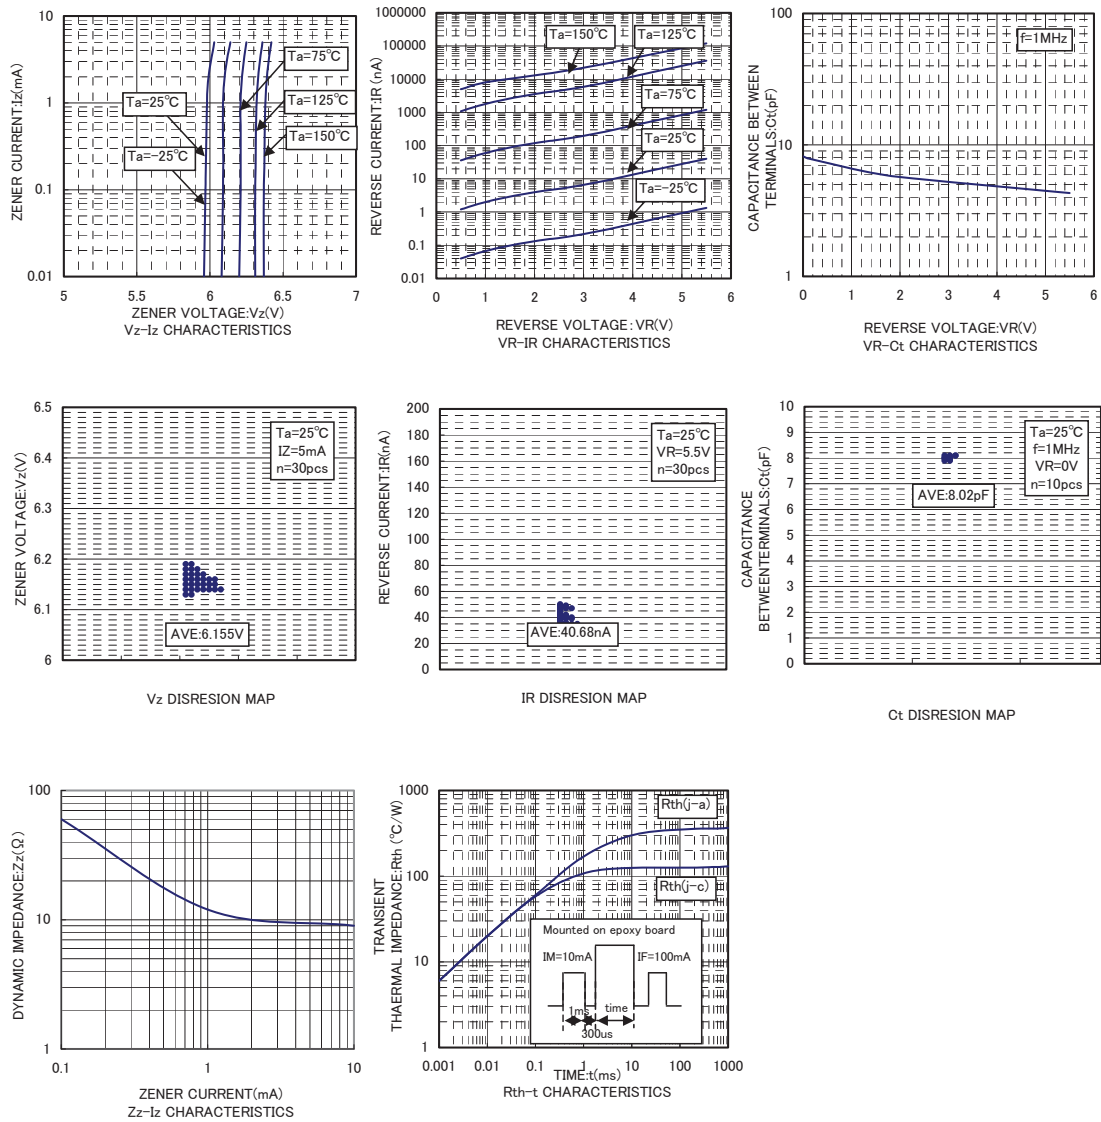 10
1
0.1
0.01
ZENER CURRENT:Iz(mA)
Ta=75°C
Ta=25°C
Ta=125°C
Ta=150°C
Ta=-25°C
5
5.5
6
6.5
7
ZENER VOLTAGE:Vz(V)
Vz-Iz CHARACTERISTICS
1000000
100000
10000
1000
100
10
1
0.1
0.01
REVERSE CURRENT:IR (nA)
Ta=150°C
Ta=125°C
Ta=75°C
Ta=25°C
Ta=-25°C
0
1
2
3
4
5
6
REVERSE VOLTAGE:VR(V)
VR-IR CHARACTERISTICS
100
10
1
CAPACITANCE BETWEEN
TERMINALS:Ct(pF)
f=1MHz
0
1
2
3
4
5
6
REVERSE VOLTAGE:VR(V)
VR-Ct CHARACTERISTICS
6.5
6.4
6.3
6.2
6.1
6
ZENER VOLTAGE:Vz(V)
Ta=25°C
IZ=5mA
n=30pcs
AVE:6.155V
Vz DISRESION MAP
200
180
160
140
120
100
80
60
40
20
0
REVERSE CURRENT:IR(nA)
Ta=25°C
VR=5.5V
n=30pcs
AVE:40.68nA
IR DISRESION MAP
10
9
8
7
6
5
4
3
2
1
0
CAPACITANCE
BETWEENTERMINALS:Ct(pF)
Ta=25°C
f=1MHz
VR=0V
n=10pcs
AVE:8.02pF
Ct DISRESION MAP
100
10
1
DYNAMIC IMPEDANCE:Zz(Ω)
0.1
1
10
ZENER CURRENT(mA)
Zz-Iz CHARACTERISTICS
1000
100
10
1
TRANSIENT
THAERMAL IMPEDANCE:Rth (°C/W)
Rth(j-a)
Rth(j-c)
Mounted on epoxy board
IM=10mA
IF=100mA
1ms
time
300us
0.001
0.01
0.1
1
10
100
1000
TIME:t(ms)
Rth-t CHARACTERISTICS